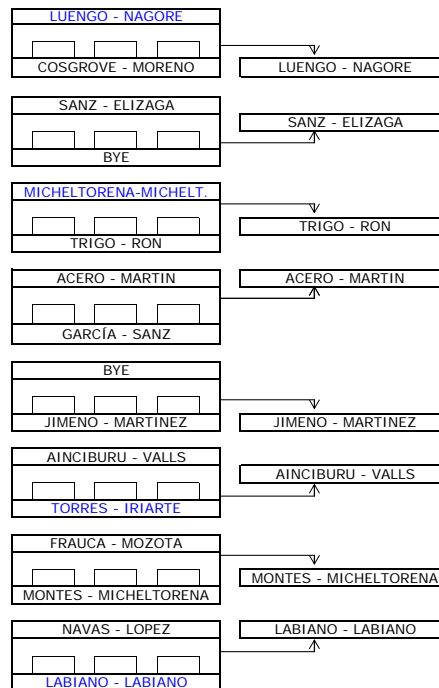 LUENGO - NAGORE
COSGROVE - MORENO
LUENGO - NAGORE
SANZ - ELIZAGA
SANZ - ELIZAGA
BYE
MICHELTORENA-MICHELT.
TRIGO - RON
TRIGO - RON
ACERO - MARTIN
ACERO - MARTIN
GARCÍA - SANZ
BYE
JIMENO - MARTINEZ
JIMENO - MARTINEZ
AINCIBURU - VALLS
AINCIBURU - VALLS
TORRES - IRIARTE
FRAUCA - MOZOTA
MONTES - MICHELTORENA
MONTES - MICHELTORENA
NAVAS - LOPEZ
LABIANO - LABIANO
LABIANO - LABIANO